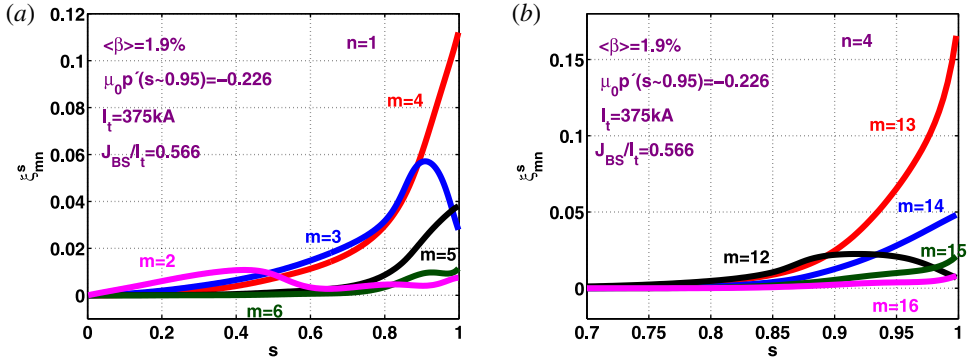 (a)
<β>=1.9%
n=1
μ0p´(s~0.95)=−0.226
It=375kA
JBS/It=0.566
m=4
m=3
m=2
m=5
m=6
ξsmn
0.12
0.1
0.08
0.06
0.04
0.02
0
0 0.2 0.4 0.6 0.8 1
s
(b)
<β>=1.9%
n=4
μ0p´(s~0.95)=−0.226
It=375kA
JBS/It=0.566
m=13
m=14
m=12
m=15
m=16
ξsmn
0.15
0.1
0.05
0
0.7 0.75 0.8 0.85 0.9 0.95 1
s